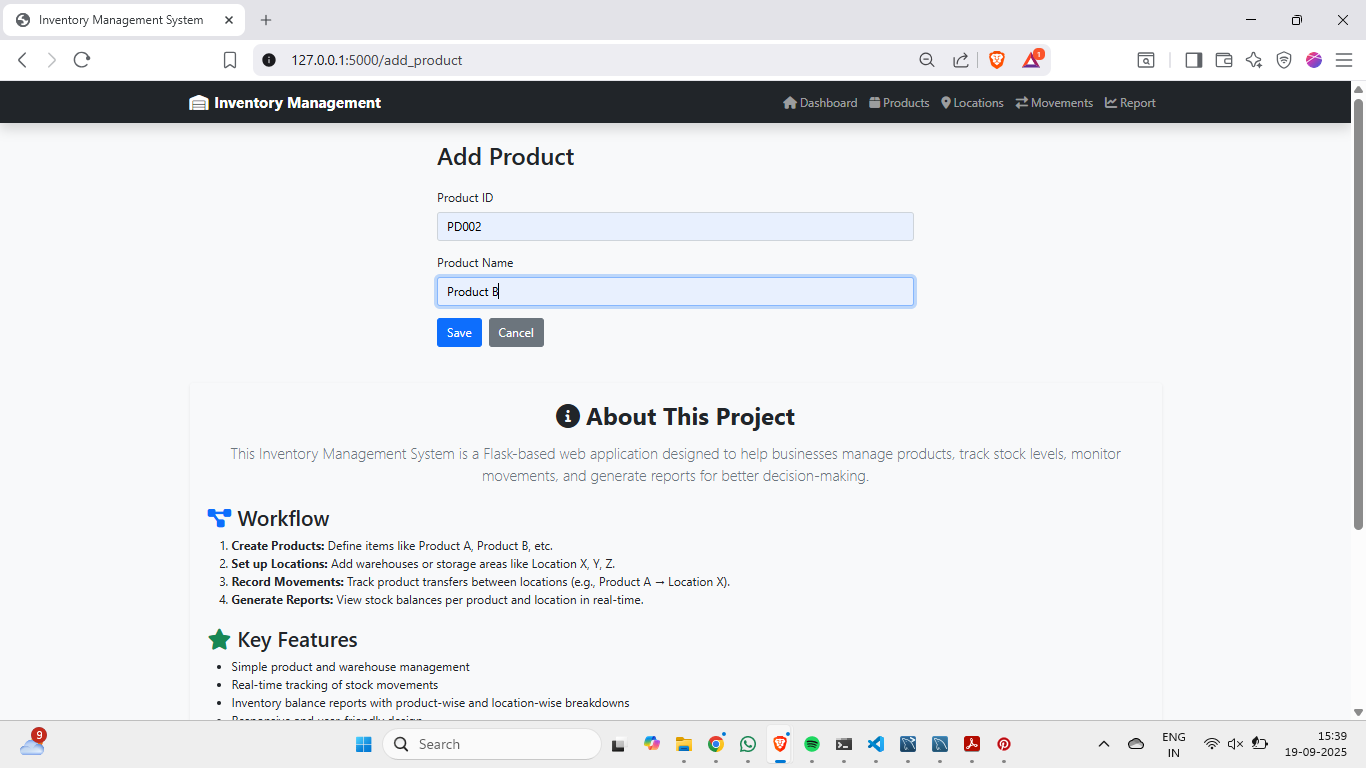 Inventory Management System
127.0.0.1:5000/add_product
1
Inventory Management
Dashboard Products Locations Movements Report
Add Product
Product ID
PD002
Product Name
Product B
Save Cancel
About This Project
This Inventory Management System is a Flask-based web application designed to help businesses manage products, track stock levels, monitor
movements, and generate reports for better decision-making.
Workflow
1. Create Products: Define items like Product A, Product B, etc.
2. Set up Locations: Add warehouses or storage areas like Location X, Y, Z.
3. Record Movements: Track product transfers between locations (e.g., Product A → Location X).
4. Generate Reports: View stock balances per product and location in real-time.
Key Features
• Simple product and warehouse management
• Real-time tracking of stock movements
• Inventory balance reports with product-wise and location-wise breakdowns
• Responsive and user-friendly design
9
Search
ENG
IN
15:39
19-09-2025